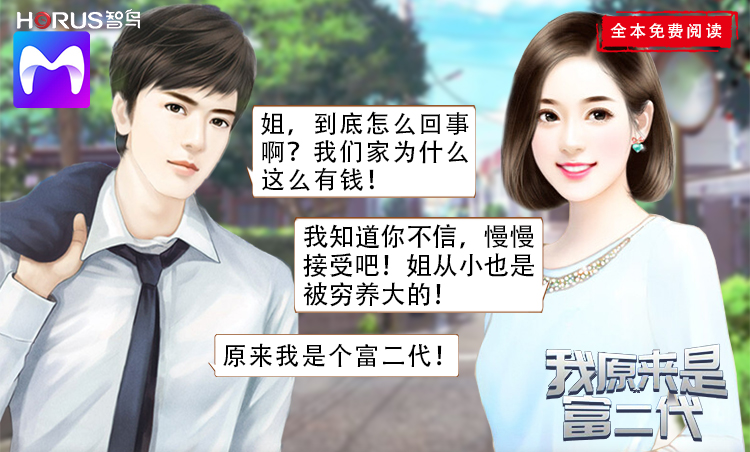 HORUS智鸟
全本免费阅读
姐，到底怎么回事
啊？我们家为什么
这么有钱！
我知道你不信，慢慢
接受吧！姐从小也是
被穷养大的！
原来我是个富二代！
我原来是
富二代